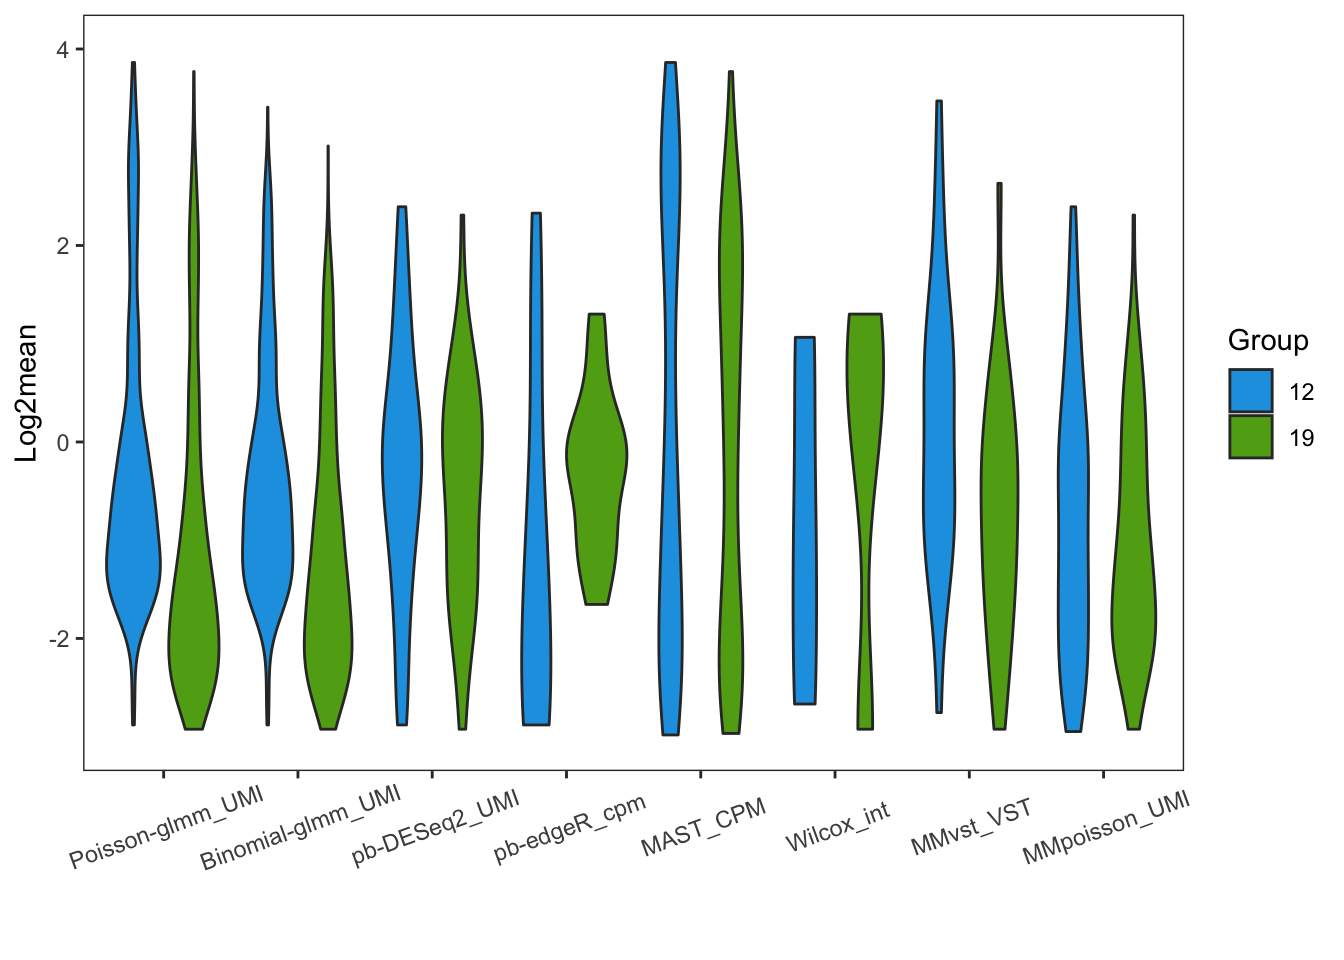 Log2mean
4
2
0
-2
Poisson-glmm_UMI
Binomial-glmm_UMI
pb-DESeq2_UMI
pb-edgeR_cpm
MAST_CPM
Wilcox_int
MMvst_VST
MMpoisson_UMI
Group
12
19